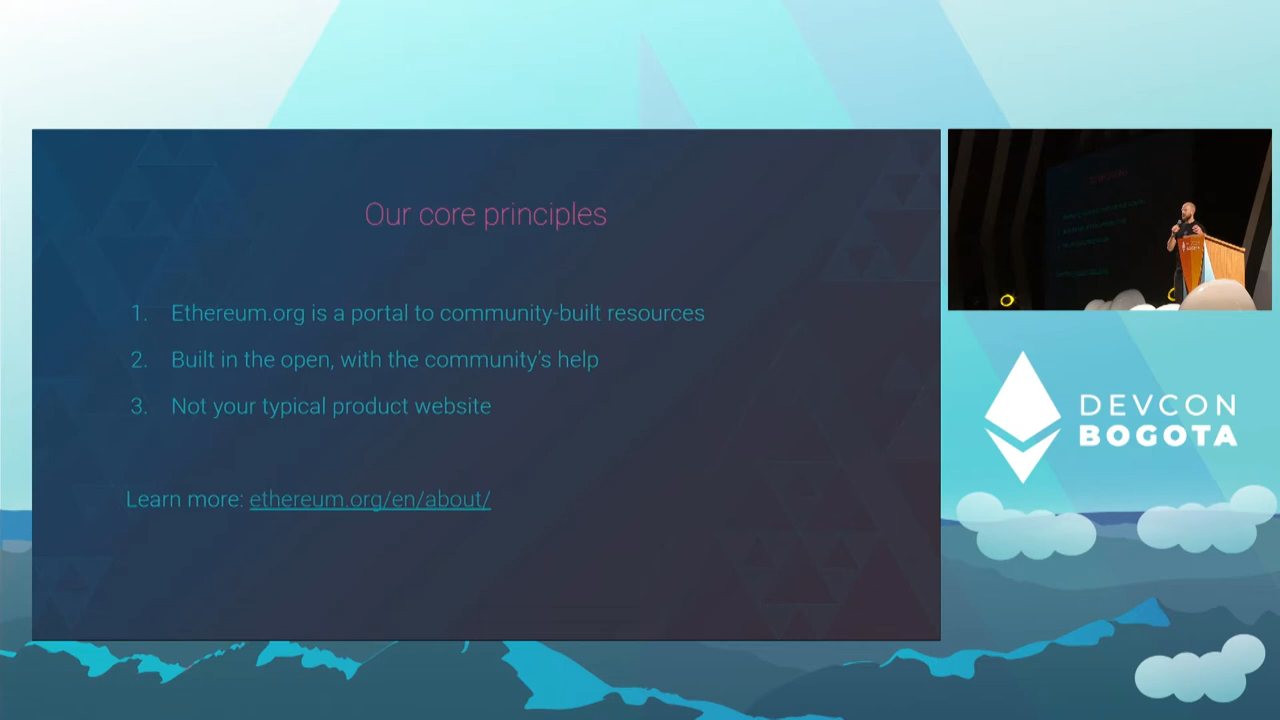 Our core principles
1. Ethereum.org is a portal to community-built resources
2. Built in the open, with the community's help
3. Not your typical product website
Learn more: ethereum.org/en/about/
DEVCON
BOGOTA